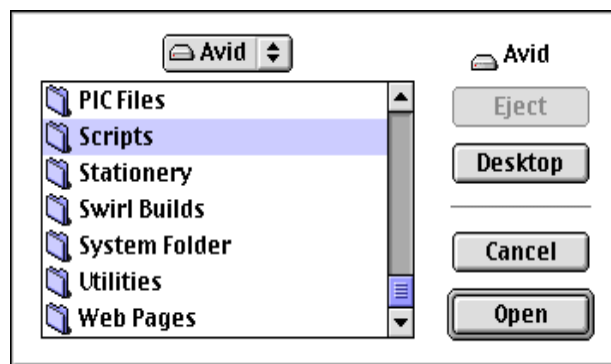 Avid
PIC Files
Scripts
Stationery
Swirl Builds
System Folder
Utilities
Web Pages
Avid
Eject
Desktop
Cancel
Open